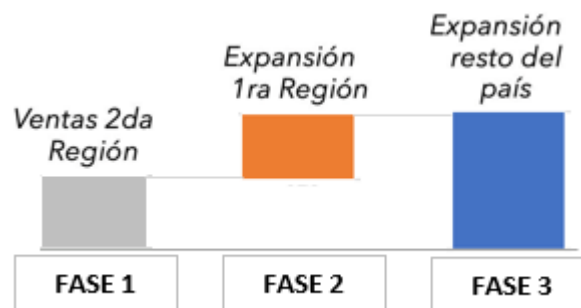 Ventas 2da
Región
Expansión
1ra Región
Expansión
resto del
país
FASE 1
FASE 2
FASE 3